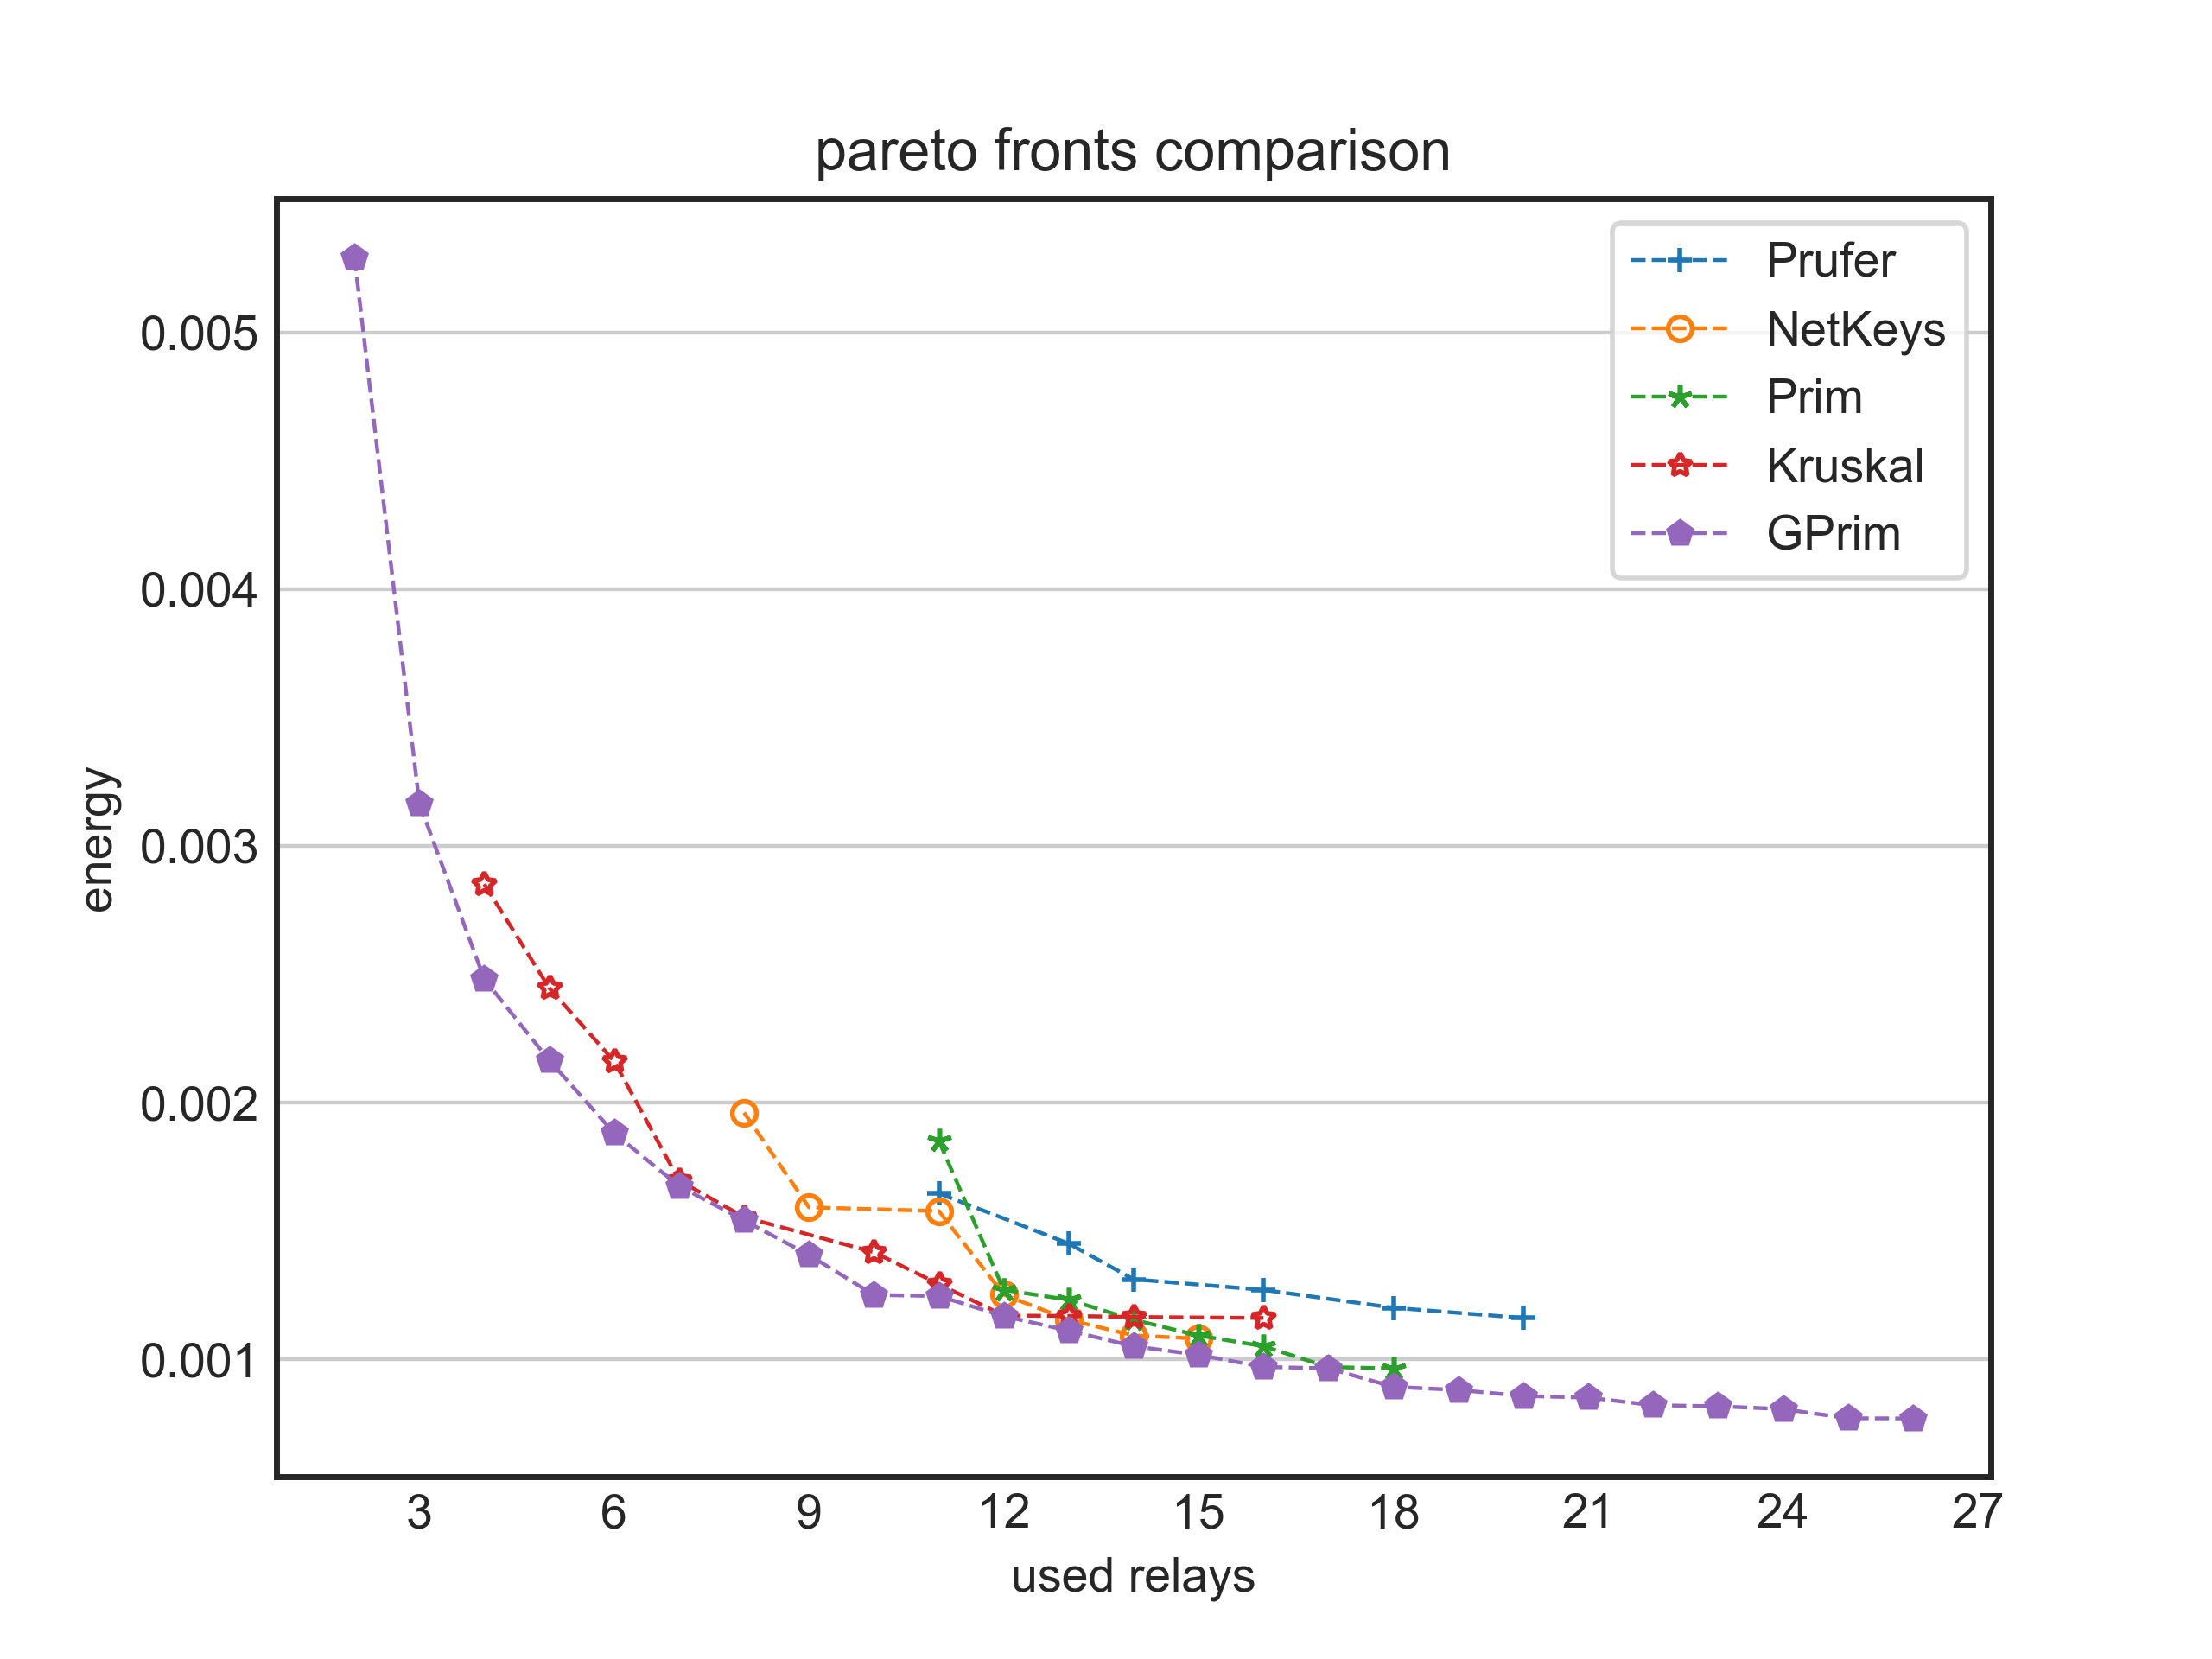 pareto fronts comparison
Prufer
NetKeys
Prim
Kruskal
GPrim
0.005
0.004
0.003
0.002
0.001
energy
3 6 9 12 15 18 21 24 27
used relays